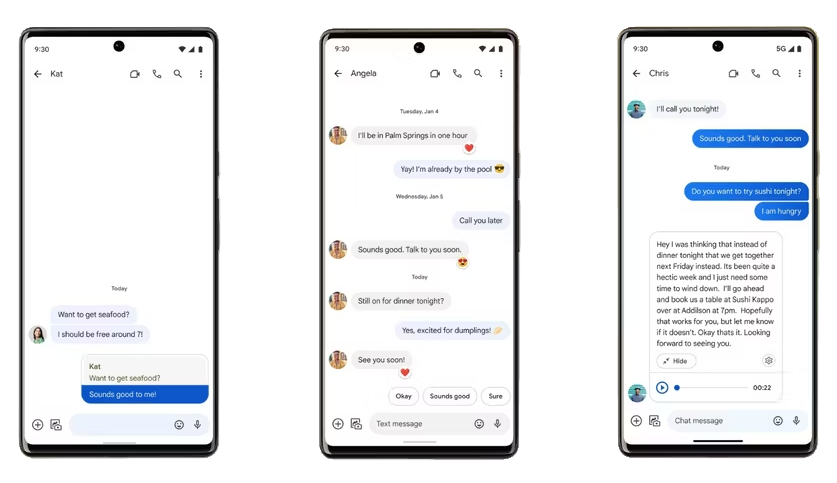 9:30
Kat
Today
Want to get seafood?
I should be free around 7!
Kat
Want to get seafood?
Sounds good to me!
9:30
Angela
Tuesday, Jan 4
I'll be in Palm Springs in one hour
Yay! I'm already by the pool 😎
Wednesday, Jan 5
Call you later
Sounds good. Talk to you soon.
Today
Still on for dinner tonight?
Yes, excited for dumplings! 🥟
See you soon!
Okay
Sounds good
Sure
Text message
9:30
5G
Chris
I'll call you tonight!
Sounds good. Talk to you soon
Today
Do you want to try sushi tonight?
I am hungry
Hey I was thinking that instead of
dinner tonight that we get together
next Friday instead. Its been quite a
hectic week and I just need some
time to wind down. I'll go ahead
and book us a table at Sushi Kappo
over at Addilson at 7pm. Hopefully
that works for you, but let me know
if it doesn't. Okay thats it. Looking
forward to seeing you.
Hide
00:22
Chat message